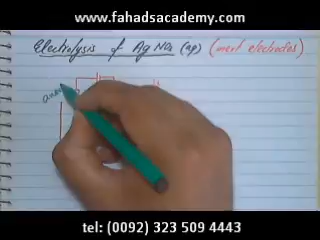 www.fahadsacademy.com
Electrolysis of AgNO₃ (aq) (inert electrodes)
tel: (0092) 323 509 4443